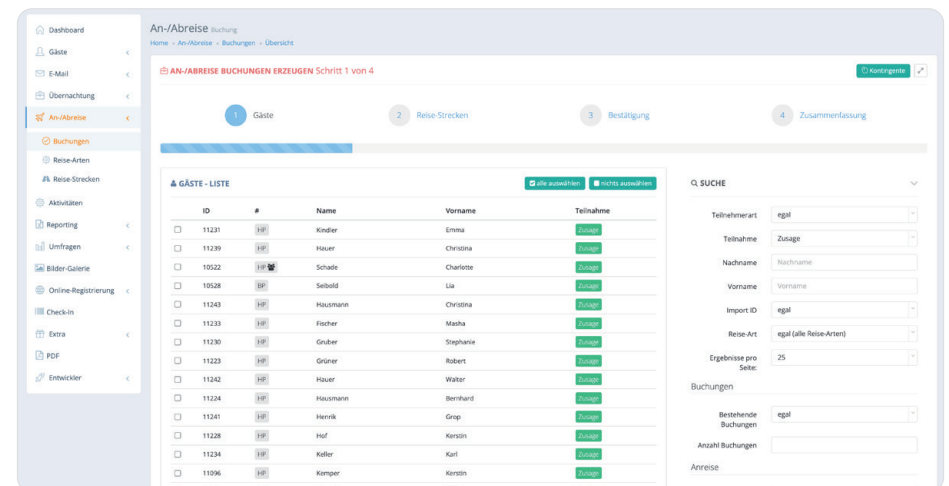 Dashboard
Gäste
E-Mail
Übernachtung
An-/Abreise
Buchungen
Reise-Arten
Reise-Strecken
Aktivitäten
Reporting
Umfragen
Bilder-Galerie
Online-Registrierung
Check-In
Extra
PDF
Entwickler
An-/Abreise Buchung
Home » An-/Abreise » Buchungen » Übersicht
AN-/ABREISE BUCHUNGEN ERZEUGEN Schritt 1 von 4
Kontingente
1 Gäste 2 Reise-Strecken 3 Bestätigung 4 Zusammenfassung
GÄSTE - LISTE alle auswählen nichts auswählen
ID # Name Vorname Teilnahme
11231 HP Kindler Emma Zusage
11239 HP Hauer Christina Zusage
10522 HP Schade Charlotte Zusage
10528 BP Seibold Lia Zusage
11243 HP Hausmann Christina Zusage
11233 HP Fischer Masha Zusage
11230 HP Gruber Stephanie Zusage
11223 HP Grüner Robert Zusage
11242 HP Hauer Walter Zusage
11224 HP Hausmann Bernhard Zusage
11241 HP Henrik Grop Zusage
11228 HP Hof Kerstin Zusage
11234 HP Keller Karl Zusage
11096 HP Kemper Kerstin Zusage
SUCHE
Teilnehmerart egal
Teilnahme Zusage
Nachname Nachname
Vorname Vorname
Import ID egal
Reise-Art egal (alle Reise-Arten)
Ergebnisse pro Seite: 25
Buchungen
Bestehende Buchungen egal
Anzahl Buchungen
Anreise